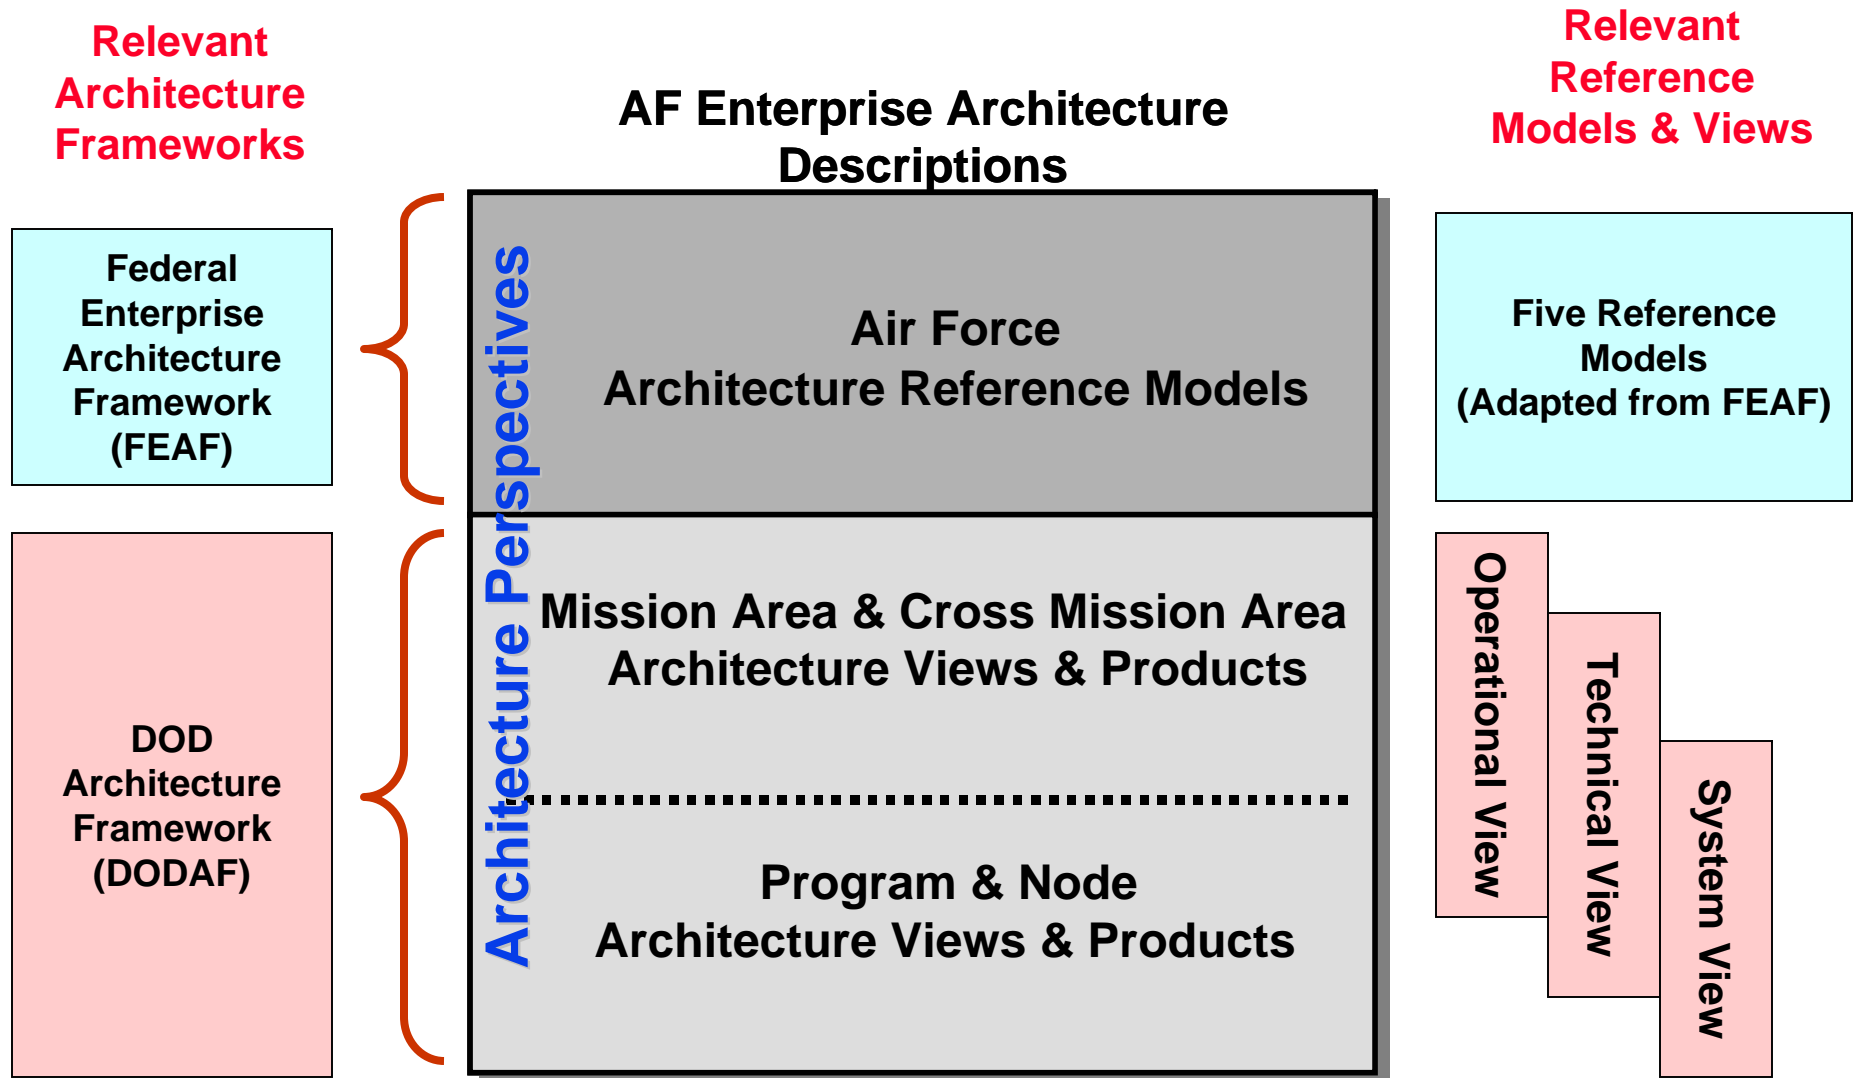 Relevant
Architecture
Frameworks
Federal
Enterprise
Architecture
Framework
(FEAF)
DOD
Architecture
Framework
(DODAF)
AF Enterprise Architecture
Descriptions
Architecture Perspectives
Air Force
Architecture Reference Models
Mission Area & Cross Mission Area
Architecture Views & Products
Program & Node
Architecture Views & Products
Relevant
Reference
Models & Views
Five Reference
Models
(Adapted from FEAF)
Operational View
Technical View
System View